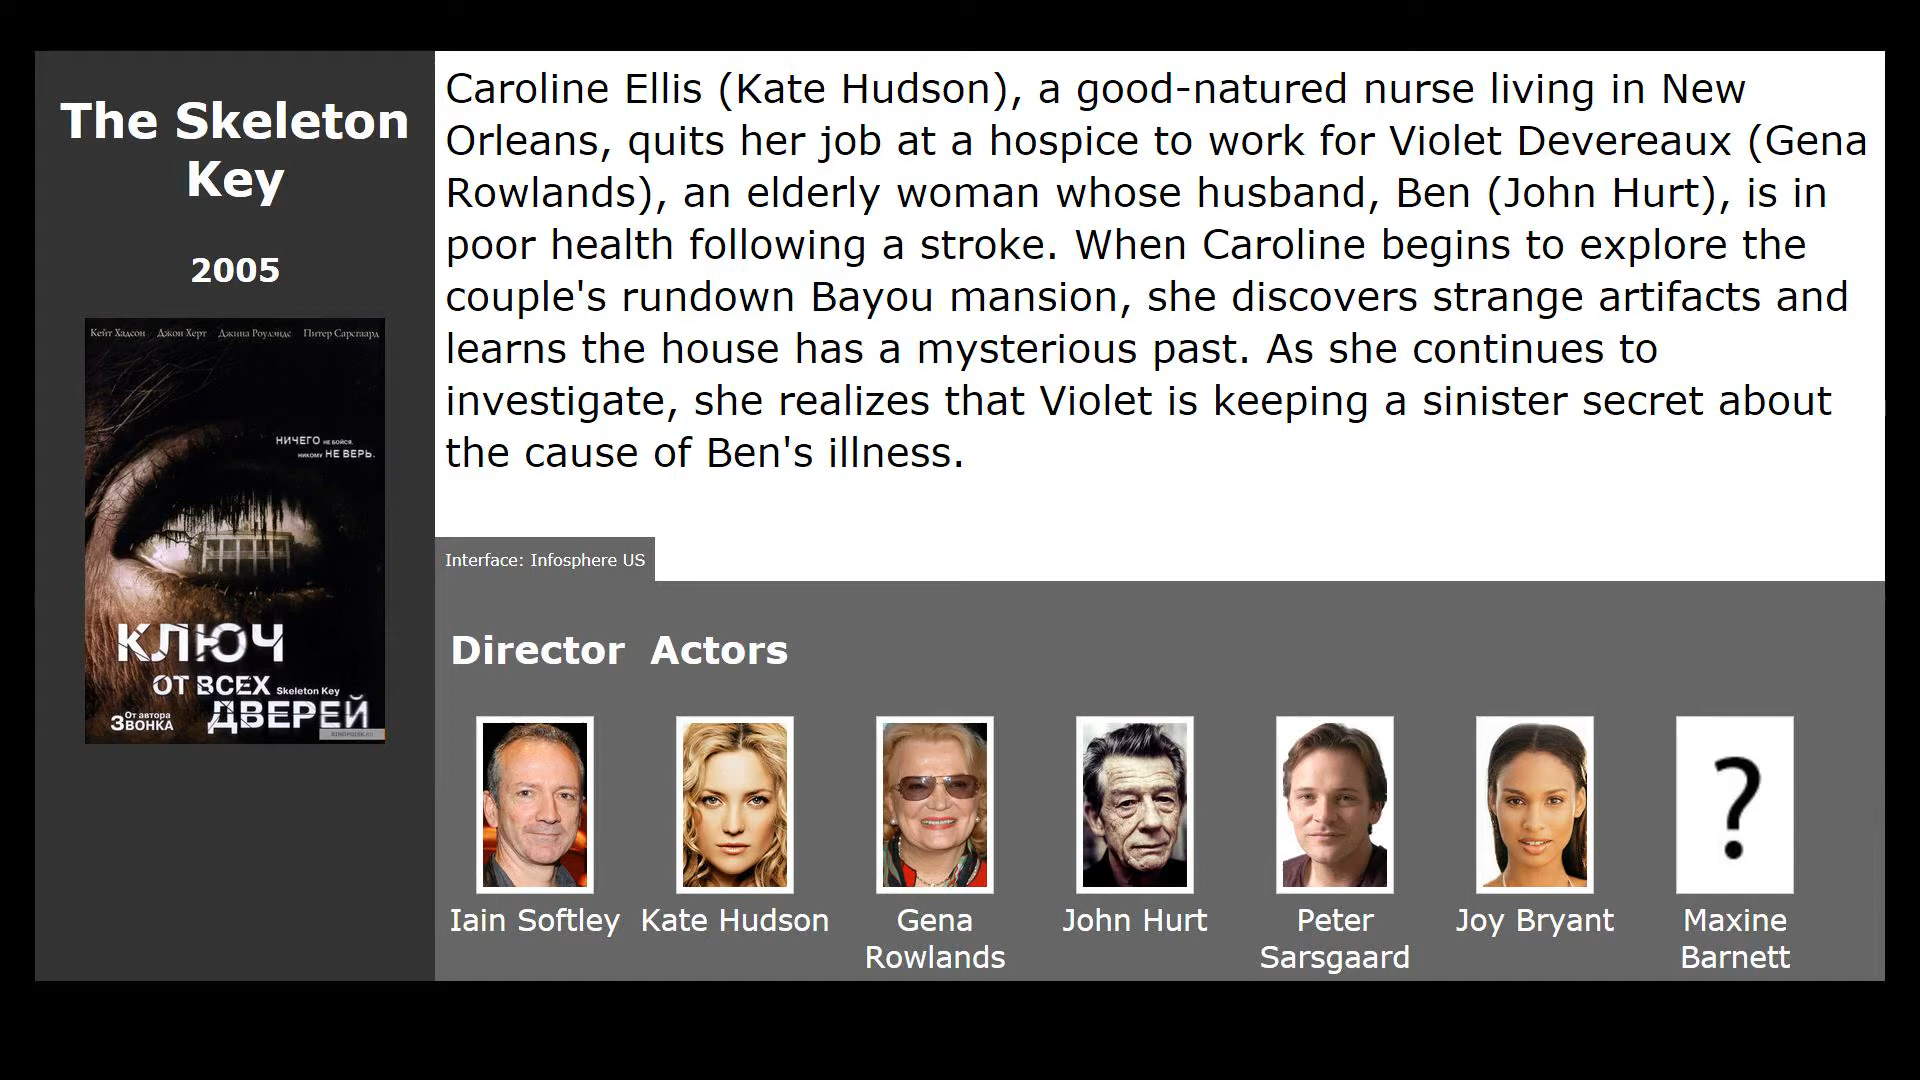 The Skeleton
Key
2005
Кейт Хадсон Джон Херт Джина Роулэндс Питер Сарсгаард
НИЧЕГО НЕ БОЙСЯ.
НИКОМУ НЕ ВЕРЬ.
КЛЮЧ
ОТ ВСЕХ Skeleton Key
ДВЕРЕЙ
От автора
ЗВОНКА
KINOPOISK.RU
Caroline Ellis (Kate Hudson), a good-natured nurse living in New
Orleans, quits her job at a hospice to work for Violet Devereaux (Gena
Rowlands), an elderly woman whose husband, Ben (John Hurt), is in
poor health following a stroke. When Caroline begins to explore the
couple's rundown Bayou mansion, she discovers strange artifacts and
learns the house has a mysterious past. As she continues to
investigate, she realizes that Violet is keeping a sinister secret about
the cause of Ben's illness.
Interface: Infosphere US
Director Actors
?
Iain Softley Kate Hudson Gena John Hurt Peter Joy Bryant Maxine
Rowlands Sarsgaard Barnett